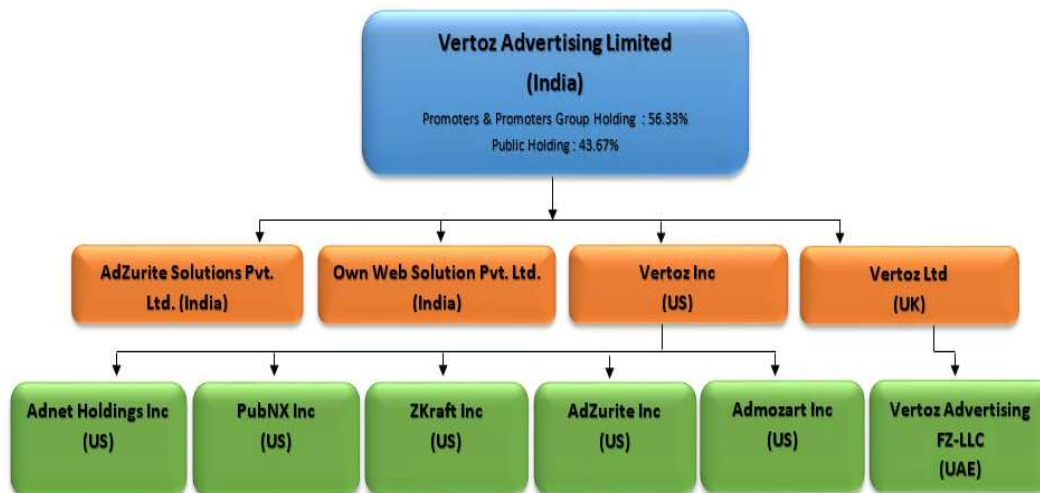 Vertoz Advertising Limited
(India)
Promoters & Promoters Group Holding : 56.33%
Public Holding : 43.67%
AdZurite Solutions Pvt.
Ltd. (India)
Own Web Solution Pvt. Ltd.
(India)
Vertoz Inc
(US)
Vertoz Ltd
(UK)
Adnet Holdings Inc
(US)
PubNX Inc
(US)
ZKraft Inc
(US)
AdZurite Inc
(US)
Admozart Inc
(US)
Vertoz Advertising
FZ-LLC
(UAE)